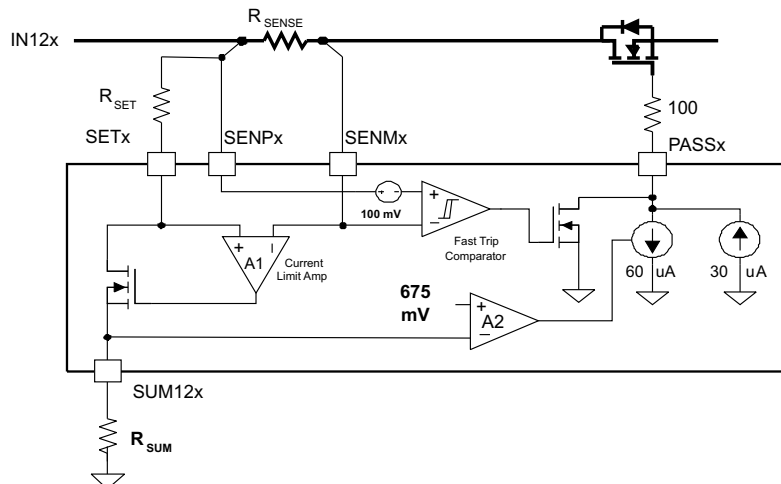 R SENSE
IN12x
R SET
100
SETx
SENPx
SENMx
PASSx
+ -
100 mV
+
−
Fast Trip
Comparator
+ −
A1
Current
Limit Amp
60 uA
30 uA
675
mV
+
A2
−
SUM12x
R SUM